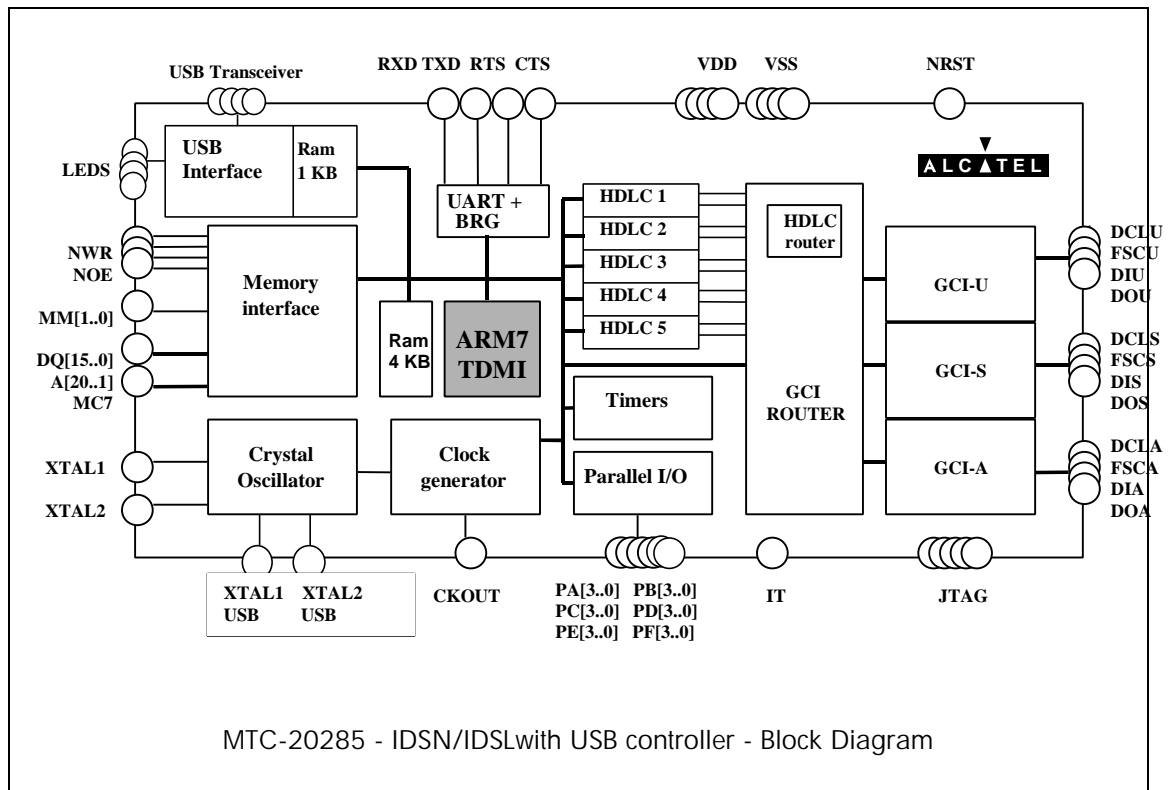 RXD TXD RTS CTS
VDD
VSS
NRST
USB Transceiver
USB
Interface
Ram
1 KB
LEDS
ALCATEL
UART +
BRG
HDLC 1
HDLC 2
HDLC 3
HDLC 4
HDLC 5
HDLC
router
NWR
NOE
Memory
interface
MM[1..0]
DQ[15..0]
A[20..1]
MC7
Ram
4 KB
ARM7
TDMI
GCI
ROUTER
GCI-U
GCI-S
GCI-A
DCLU
FSCU
DIU
DOU
DCLS
FSCS
DIS
DOS
DCLA
FSCA
DIA
DOA
Timers
Parallel I/O
XTAL1
XTAL2
Crystal
Oscillator
Clock
generator
XTAL1
USB
XTAL2
USB
CKOUT
PA[3..0] PB[3..0]
PC[3..0] PD[3..0]
PE[3..0] PF[3..0]
IT
JTAG
MTC-20285 - IDSN/IDSLwith USB controller - Block Diagram